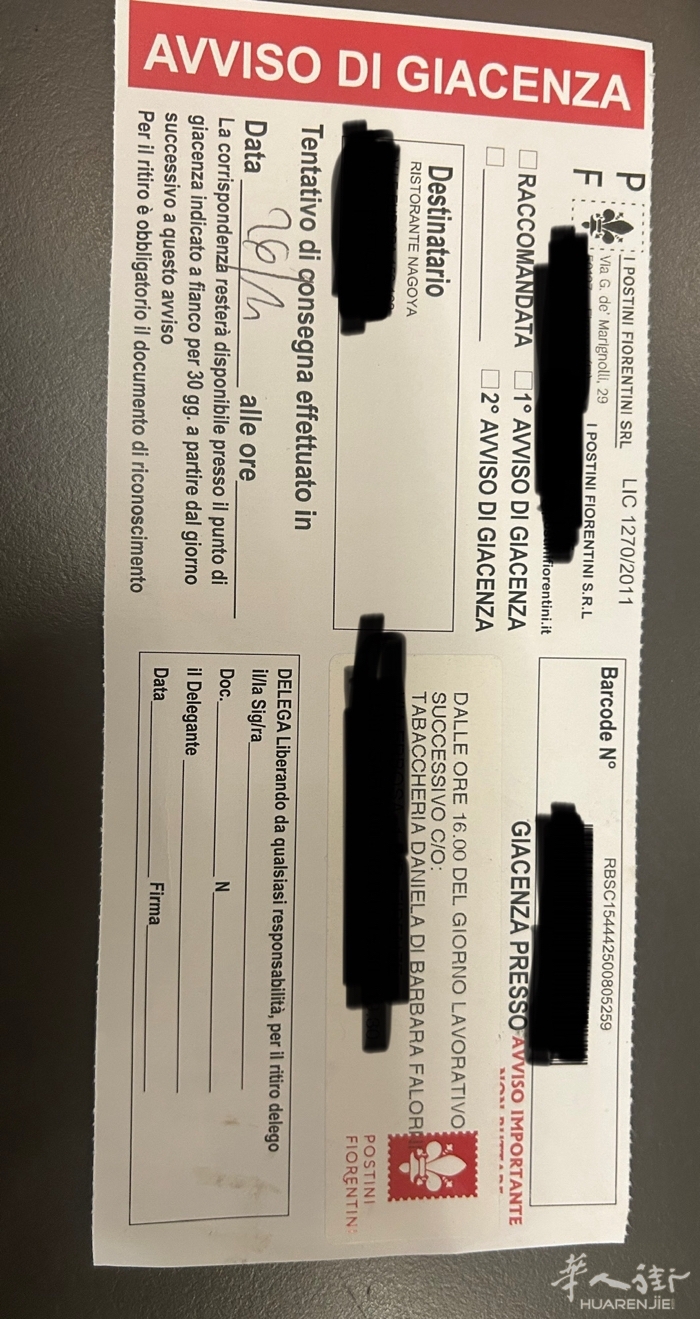 AVVISO DI GIACENZA
P
F
I POSTINI FIORENTINI SRL
LIC 1270/2011
Via G. de' Marignolli, 29
I POSTINI FIORENTINI S.R.L
fiorentini.it
RACCOMANDATA
1° AVVISO DI GIACENZA
2° AVVISO DI GIACENZA
Destinatario
RISTORANTE NAGOYA
Tentativo di consegna effettuato in
Data 26/11 alle ore
La corrispondenza resterà disponibile presso il punto di
giacenza indicato a fianco per 30 gg. a partire dal giorno
successivo a questo avviso
Per il ritiro è obbligatorio il documento di riconoscimento
Barcode N°
RBSC154442500805259
GIACENZA PRESSO
AVVISO IMPORTANTE
DALLE ORE 16.00 DEL GIORNO LAVORATIVO
SUCCESSIVO C/O:
TABACCHERIA DANIELA DI BARBARA FALORNI
POSTINI
FIORENTINI
DELEGA Liberando da qualsiasi responsabilità, per il ritiro delego
il/la Sig/ra
Doc. N
il Delegante
Data Firma
华人街
HUARENJIE